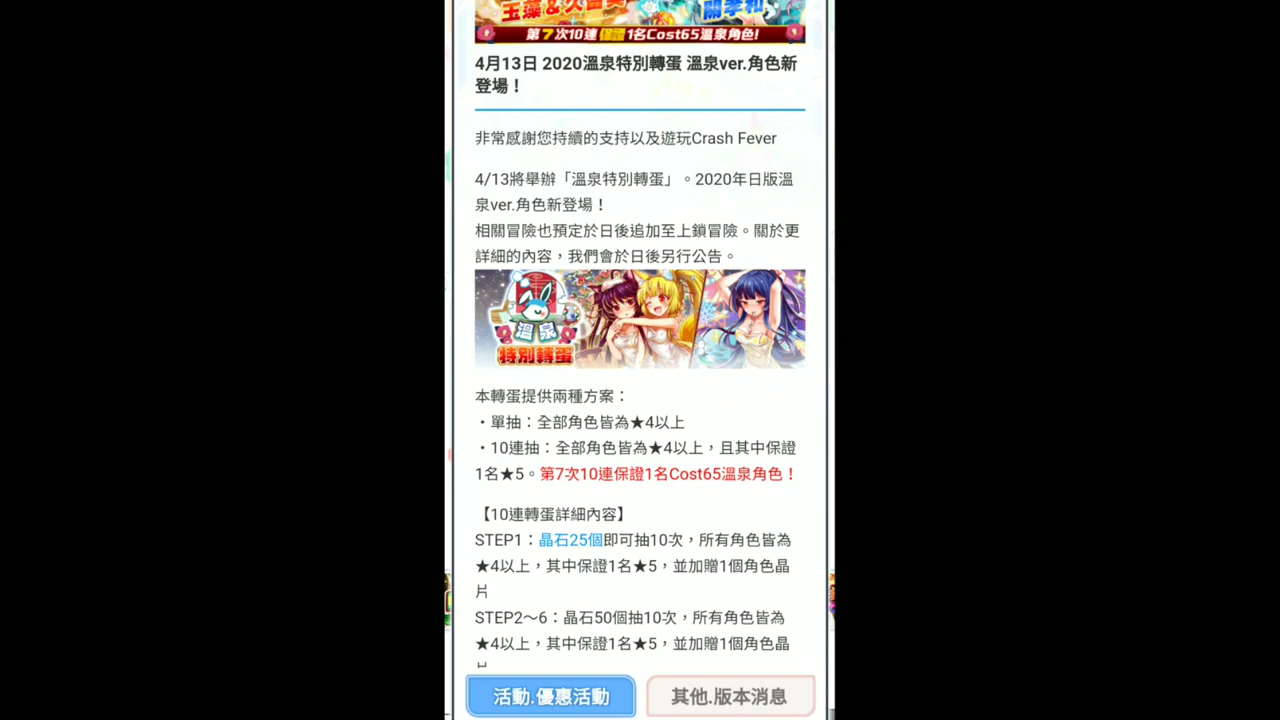 第7次10連保證1名Cost65溫泉角色!
4月13日 2020溫泉特別轉蛋 溫泉ver.角色新
登場！
非常感謝您持續的支持以及遊玩Crash Fever
4/13將舉辦「溫泉特別轉蛋」。2020年日版溫
泉ver.角色新登場！
相關冒險也預定於日後追加至上鎖冒險。關於更
詳細的內容，我們會於日後另行公告。
溫泉
特別轉蛋
本轉蛋提供兩種方案：
・單抽：全部角色皆為★4以上
・10連抽：全部角色皆為★4以上，且其中保證
1名★5。第7次10連保證1名Cost65溫泉角色！
【10連轉蛋詳細內容】
STEP1：晶石25個即可抽10次，所有角色皆為
★4以上，其中保證1名★5，並加贈1個角色晶
片
STEP2～6：晶石50個抽10次，所有角色皆為
★4以上，其中保證1名★5，並加贈1個角色晶
活動.優惠活動
其他.版本消息